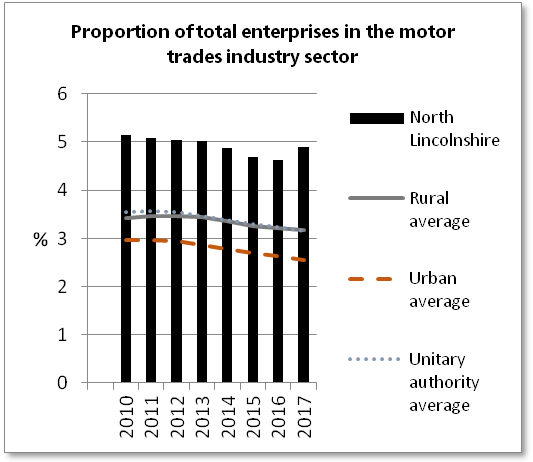 Proportion of total enterprises in the motor
trades industry sector
6
5
4
3
2
1
0
%
2010
2011
2012
2013
2014
2015
2016
2017
North
Lincolnshire
Rural
average
Urban
average
Unitary
authority
average